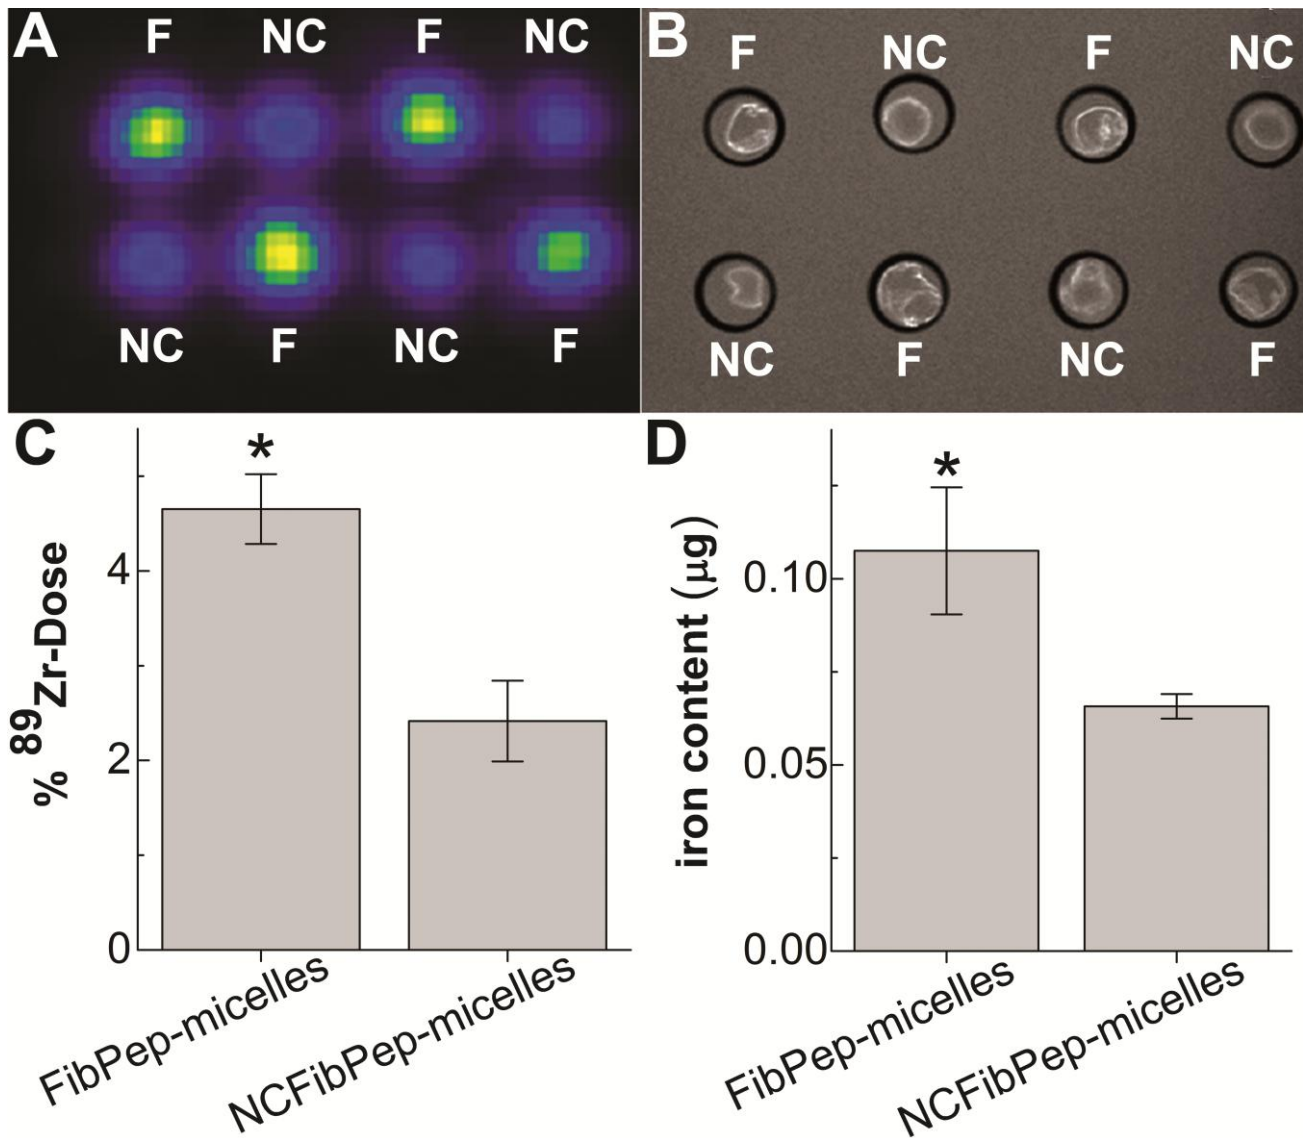 A
F NC F NC
NC F NC F
B
F NC F NC
NC F NC F
C
*
% 89Zr-Dose
4
2
0
FibPep-micelles
NCFibPep-micelles
D
*
iron content (µg)
0.10
0.05
0.00
FibPep-micelles
NCFibPep-micelles